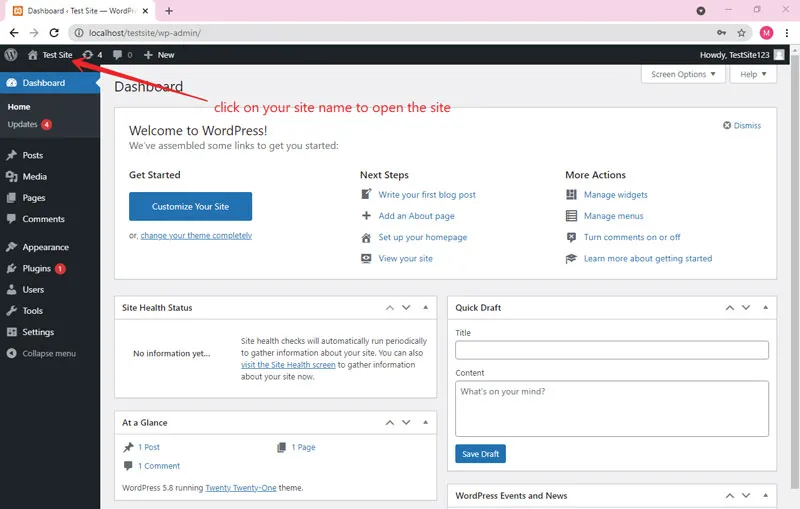 Dashboard ‹ Test Site — WordPr
localhost/testsite/wp-admin/
M
Test Site 4 0 New Howdy, TestSite123
Dashboard
Home
Updates 4
Posts
Media
Pages
Comments
Appearance
Plugins 1
Users
Tools
Settings
Collapse menu
Dashboard
Screen Options
Help
click on your site name to open the site
Welcome to WordPress!
Dismiss
We've assembled some links to get you started:
Get Started
Customize Your Site
or, change your theme completely
Next Steps
Write your first blog post
Add an About page
Set up your homepage
View your site
More Actions
Manage widgets
Manage menus
Turn comments on or off
Learn more about getting started
Site Health Status
No information yet...
Site health checks will automatically run periodically
to gather information about your site. You can also
visit the Site Health screen to gather information
about your site now.
At a Glance
1 Post
1 Page
1 Comment
WordPress 5.8 running Twenty Twenty-One theme.
Quick Draft
Title
Content
What's on your mind?
Save Draft
WordPress Events and News